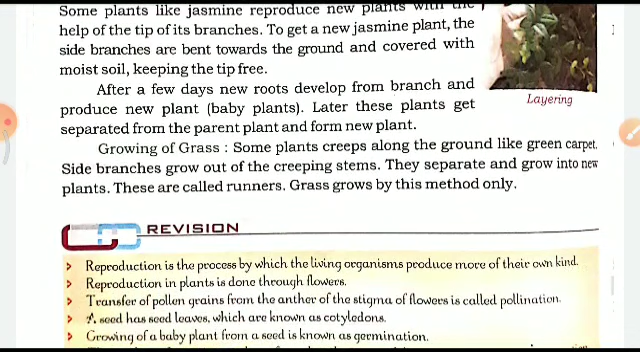 Some plants like jasmine reproduce new plants with the
help of the tip of its branches. To get a new jasmine plant, the
side branches are bent towards the ground and covered with
moist soil, keeping the tip free.
After a few days new roots develop from branch and
produce new plant (baby plants). Later these plants get
separated from the parent plant and form new plant.
Layering
Growing of Grass : Some plants creeps along the ground like green carpet.
Side branches grow out of the creeping stems. They separate and grow into new
plants. These are called runners. Grass grows by this method only.
REVISION
Reproduction is the process by which the living organisms produce more of their own kind.
Reproduction in plants is done through flowers.
Transfer of pollen grains from the anther of the stigma of flowers is called pollination.
A seed has seed leaves, which are known as cotyledons.
Growing of a baby plant from a seed is known as germination.